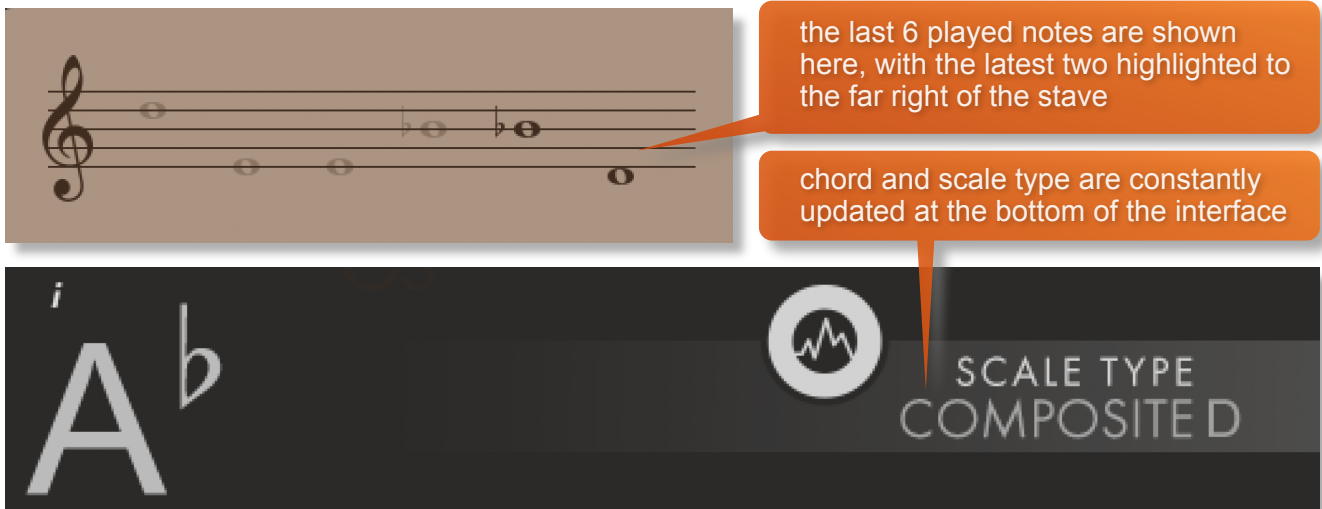 the last 6 played notes are shown
here, with the latest two highlighted to
the far right of the stave
chord and scale type are constantly
updated at the bottom of the interface
i
A♭
SCALE TYPE
COMPOSITE D